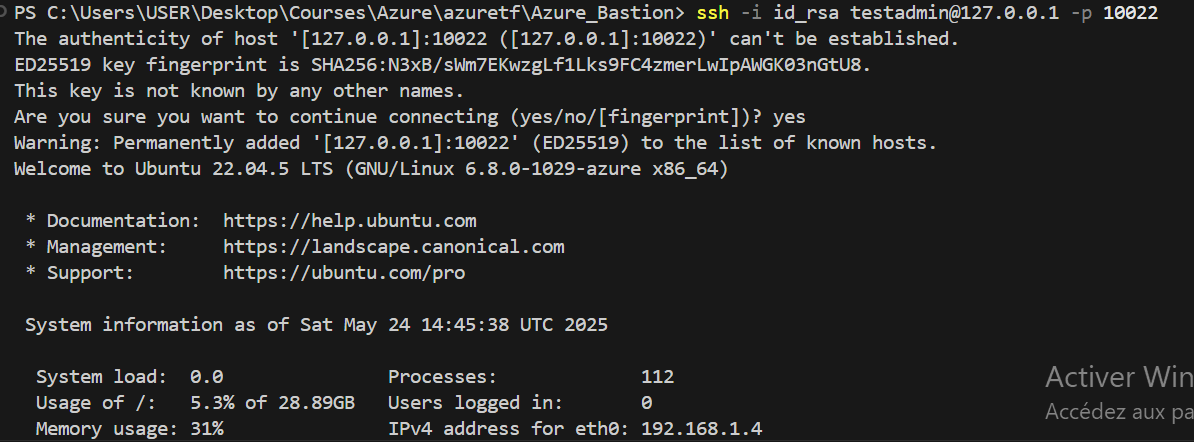 PS C:\Users\USER\Desktop\Courses\Azure\azuretf\Azure_Bastion> ssh -i id_rsa testadmin@127.0.0.1 -p 10022
The authenticity of host '[127.0.0.1]:10022 ([127.0.0.1]:10022)' can't be established.
ED25519 key fingerprint is SHA256:N3xB/sWm7EKwzgLf1Lks9FC4zmerLwIpAWGK03nGtU8.
This key is not known by any other names.
Are you sure you want to continue connecting (yes/no/[fingerprint])? yes
Warning: Permanently added '[127.0.0.1]:10022' (ED25519) to the list of known hosts.
Welcome to Ubuntu 22.04.5 LTS (GNU/Linux 6.8.0-1029-azure x86_64)

 * Documentation:  https://help.ubuntu.com
 * Management:     https://landscape.canonical.com
 * Support:        https://ubuntu.com/pro

 System information as of Sat May 24 14:45:38 UTC 2025

  System load:  0.0               Processes:             112
  Usage of /:   5.3% of 28.89GB   Users logged in:       0
  Memory usage: 31%               IPv4 address for eth0: 192.168.1.4
Activer Win
Accédez aux pa